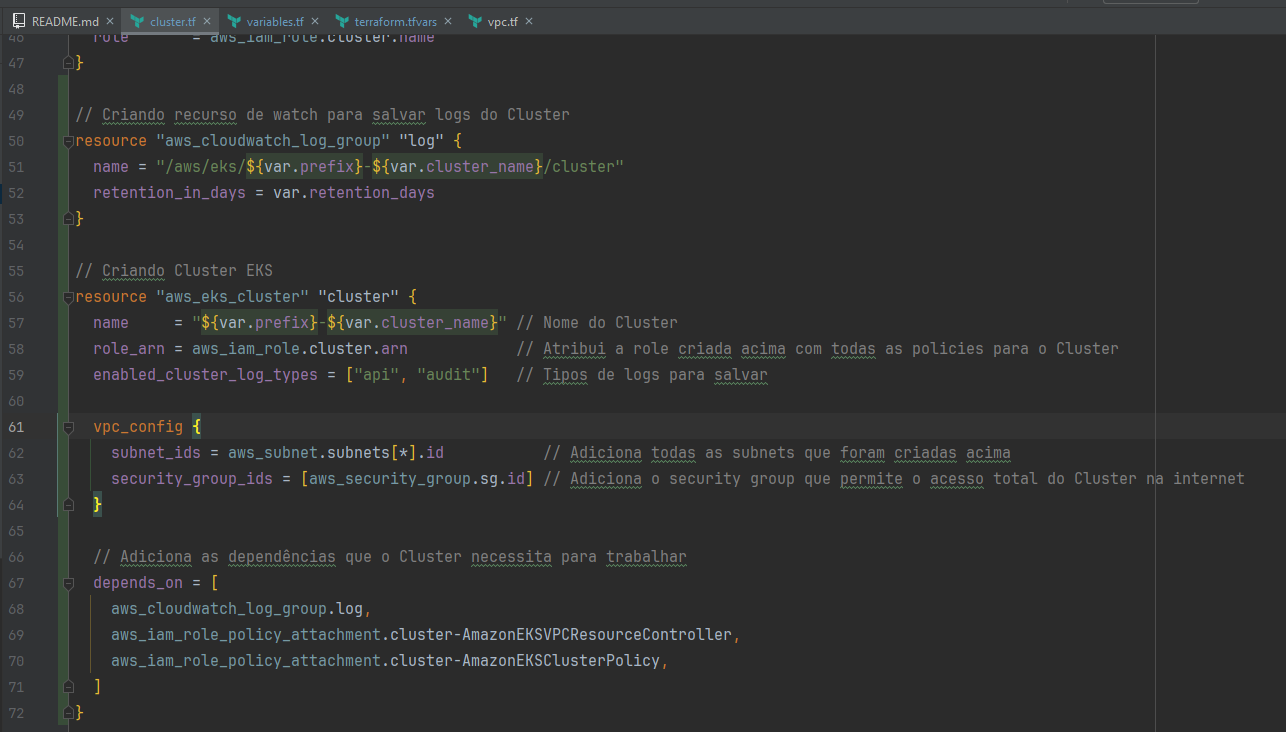 README.md × cluster.tf × variables.tf × terraform.tfvars × vpc.tf ×
46 role = aws_iam_role.cluster.name
47 }
48
49 // Criando recurso de watch para salvar logs do Cluster
50 resource "aws_cloudwatch_log_group" "log" {
51 name = "/aws/eks/${var.prefix}-${var.cluster_name}/cluster"
52 retention_in_days = var.retention_days
53 }
54
55 // Criando Cluster EKS
56 resource "aws_eks_cluster" "cluster" {
57 name = "${var.prefix}-${var.cluster_name}" // Nome do Cluster
58 role_arn = aws_iam_role.cluster.arn // Atribui a role criada acima com todas as policies para o Cluster
59 enabled_cluster_log_types = ["api", "audit"] // Tipos de logs para salvar
60
61 vpc_config {
62 subnet_ids = aws_subnet.subnets[*].id // Adiciona todas as subnets que foram criadas acima
63 security_group_ids = [aws_security_group.sg.id] // Adiciona o security group que permite o acesso total do Cluster na internet
64 }
65
66 // Adiciona as dependências que o Cluster necessita para trabalhar
67 depends_on = [
68 aws_cloudwatch_log_group.log,
69 aws_iam_role_policy_attachment.cluster-AmazonEKSVPCResourceController,
70 aws_iam_role_policy_attachment.cluster-AmazonEKSClusterPolicy,
71 ]
72 }